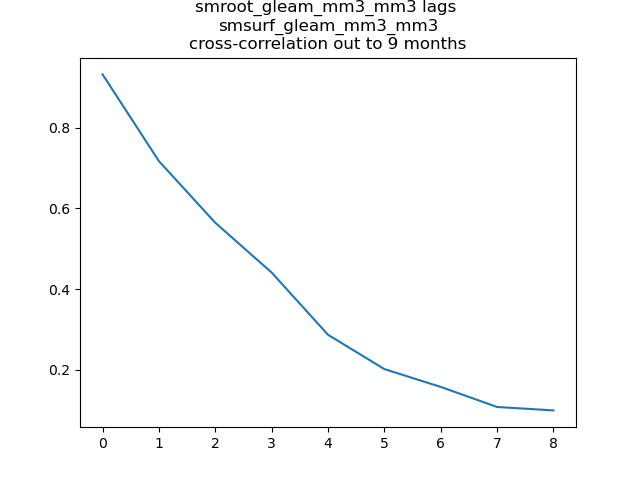 smroot_gleam_mm3_mm3 lags
smsurf_gleam_mm3_mm3
cross-correlation out to 9 months
0.8
0.6
0.4
0.2
0 1 2 3 4 5 6 7 8